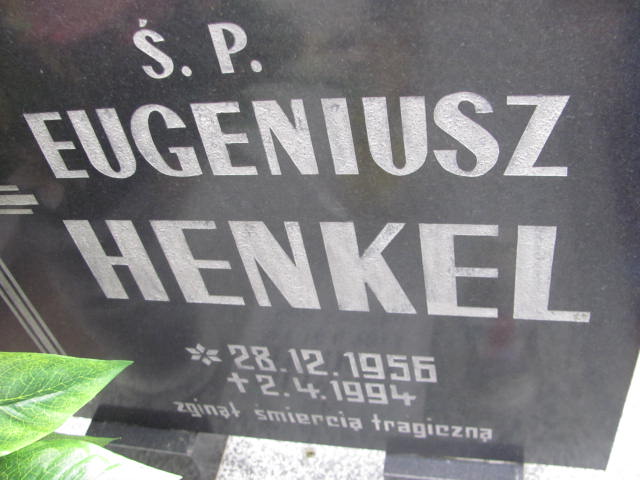 Ś. P.
EUGENIUSZ
HENKEL
* 28.12.1956
† 2.4.1994
zginął śmiercią tragiczną